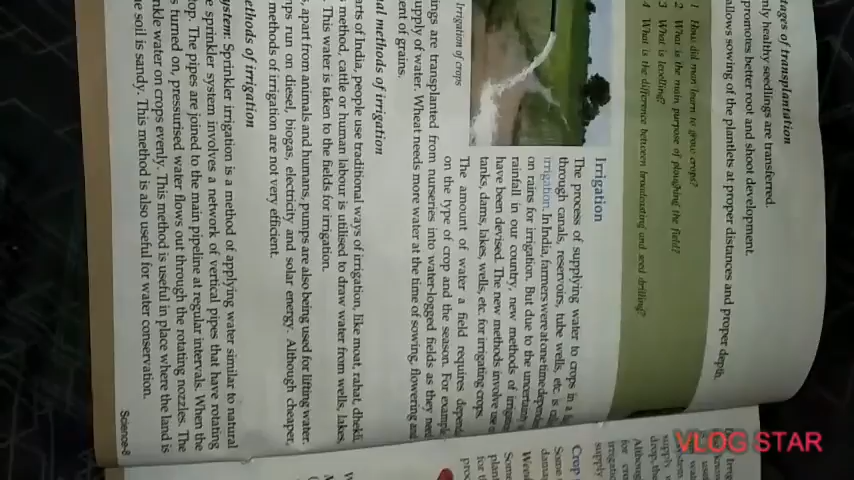 tages of transplantation
nly healthy seedlings are transferred.
promotes better root and shoot development.
allows sowing of the plantlets at proper distances and proper depth.
1 How did men learn to grow crops?
2 What is the main purpose of ploughing the field?
3 What is levelling?
4 What is the difference between broadcasting and seed drilling?
Irrigation
The process of supplying water to crops in a
through canals, reservoirs, tube wells, etc. is
irrigation. In India, farmers were at one time
on rains for irrigation. But due to the uncertainty
rainfall in our country, new methods of
have been devised. The new methods involve
tanks, dams, lakes, wells, etc. for irrigating crops.
The amount of water a field requires
on the type of crop and the season. For example
Irrigation of crops
ings are transplanted from nurseries into water-logged fields as they
upply of water. Wheat needs more water at the time of sowing, flowering and
ent of grains.
methods of irrigation
arts of India, people use traditional ways of irrigation, like moat, rahat, dhekli,
method, cattle or human labour is utilised to draw water from wells, lakes,
. This water is taken to the fields for irrigation.
, apart from animals and humans, pumps are also being used for lifting water.
ps run on diesel, biogas, electricity and solar energy. Although cheaper,
methods of irrigation are not very efficient.
ethods of irrigation
ystem: Sprinkler irrigation is a method of applying water similar to natural
e sprinkler system involves a network of vertical pipes that have rotating
op. The pipes are joined to the main pipeline at regular intervals. When the
s turned on, pressurised water flows out through the rotating nozzles. The
nkle water on crops evenly. This method is useful in place where the land is
e soil is sandy. This method is also useful for water conservation.
Science-8
Crop
Some
VLOG STAR